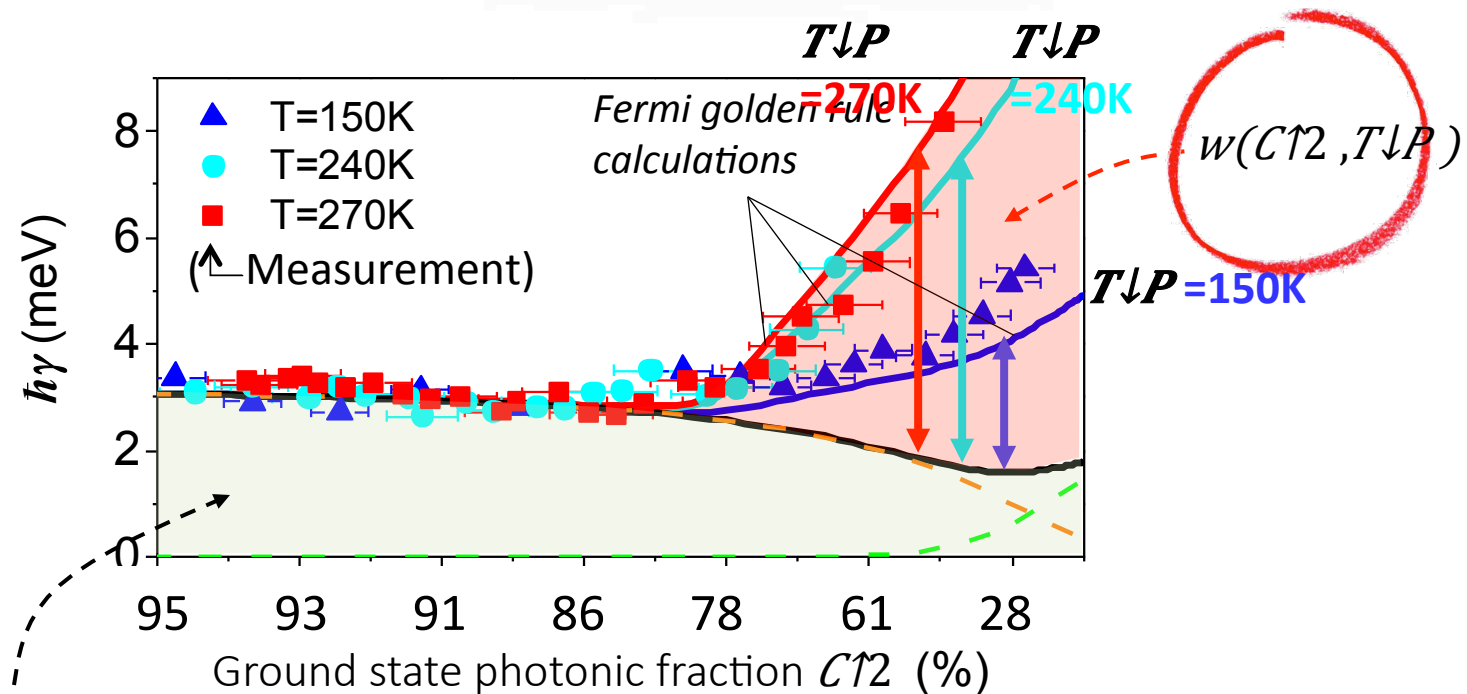 T↓P T↓P
=270K =240K
T=150K
T=240K
T=270K
(Measurement)
Fermi golden rule
calculations
w(C↑2 ,T↓P )
T↓P =150K
ħγ (meV)
8
6
4
2
0
95 93 91 86 78 61 28
Ground state photonic fraction C↑2 (%)